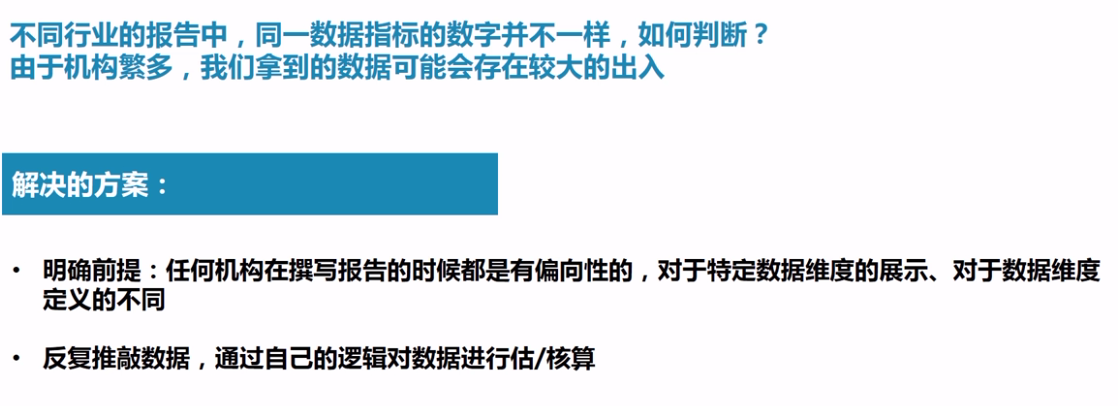 不同行业的报告中，同一数据指标的数字并不一样，如何判断？
由于机构繁多，我们拿到的数据可能会存在较大的出入
解决的方案：
• 明确前提：任何机构在撰写报告的时候都是有偏向性的，对于特定数据维度的展示、对于数据维度
定义的不同
• 反复推敲数据，通过自己的逻辑对数据进行估/核算